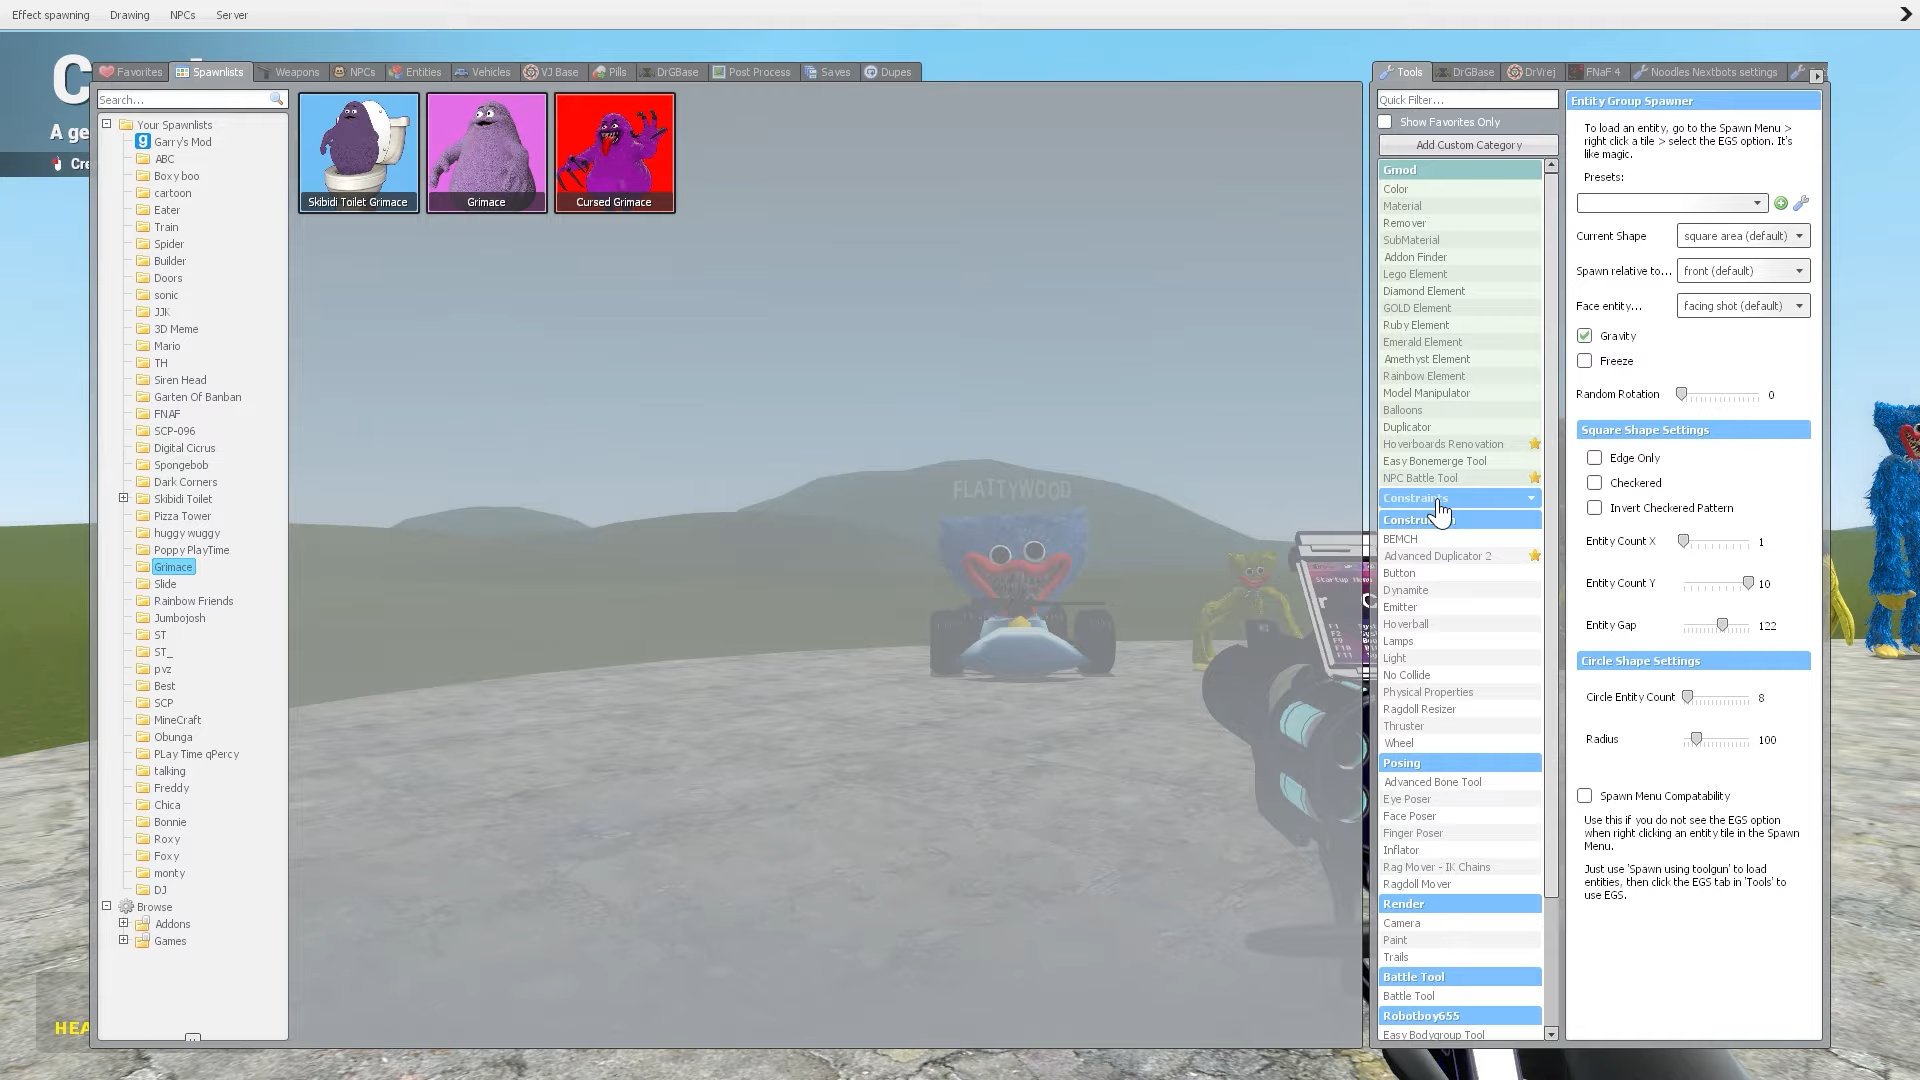 Effect spawning Drawing NPCs Server
C
A ge
Cre
HEA
Favorites Spawnlists Weapons NPCs Entities Vehicles VJ Base Pills DrGBase Post Process Saves Dupes
Search...
Your Spawnlists
Garry's Mod
ABC
Boxy boo
cartoon
Eater
Train
Spider
Builder
Doors
sonic
JJK
3D Meme
Mario
TH
Siren Head
Garten Of Banban
FNAF
SCP-096
Digital Cicrus
Spongebob
Dark Corners
Skibidi Toilet
Pizza Tower
huggy wuggy
Poppy PlayTime
Grimace
Slide
Rainbow Friends
Jumbojosh
ST
ST_
pvz
Best
SCP
MineCraft
Obunga
PLay Time qPercy
talking
Freddy
Chica
Bonnie
Roxy
Foxy
monty
DJ
Browse
Addons
Games
Skibidi Toilet Grimace
Grimace
Cursed Grimace
FLATTYWOOD
Tools DrGBase DrVrej FNaF 4 Noodles Nextbots settings
Quick Filter...
Show Favorites Only
Add Custom Category
Gmod
Color
Material
Remover
SubMaterial
Addon Finder
Lego Element
Diamond Element
GOLD Element
Ruby Element
Emerald Element
Amethyst Element
Rainbow Element
Model Manipulator
Balloons
Duplicator
Hoverboards Renovation
Easy Bonemerge Tool
NPC Battle Tool
Constraints
Construction
BEMCH
Advanced Duplicator 2
Button
Dynamite
Emitter
Hoverball
Lamps
Light
No Collide
Physical Properties
Ragdoll Resizer
Thruster
Wheel
Posing
Advanced Bone Tool
Eye Poser
Face Poser
Finger Poser
Inflator
Rag Mover - IK Chains
Ragdoll Mover
Render
Camera
Paint
Trails
Battle Tool
Battle Tool
Robotboy655
Easy Bodygroup Tool
Entity Group Spawner
To load an entity, go to the Spawn Menu >
right click a tile > select the EGS option. It's
like magic.
Presets:
Current Shape square area (default)
Spawn relative to... front (default)
Face entity... facing shot (default)
Gravity
Freeze
Random Rotation 0
Square Shape Settings
Edge Only
Checkered
Invert Checkered Pattern
Entity Count X 1
Entity Count Y 10
Entity Gap 122
Circle Shape Settings
Circle Entity Count 8
Radius 100
Spawn Menu Compatability
Use this if you do not see the EGS option
when right clicking an entity tile in the Spawn
Menu.
Just use 'Spawn using toolgun' to load
entities, then click the EGS tab in 'Tools' to
use EGS.